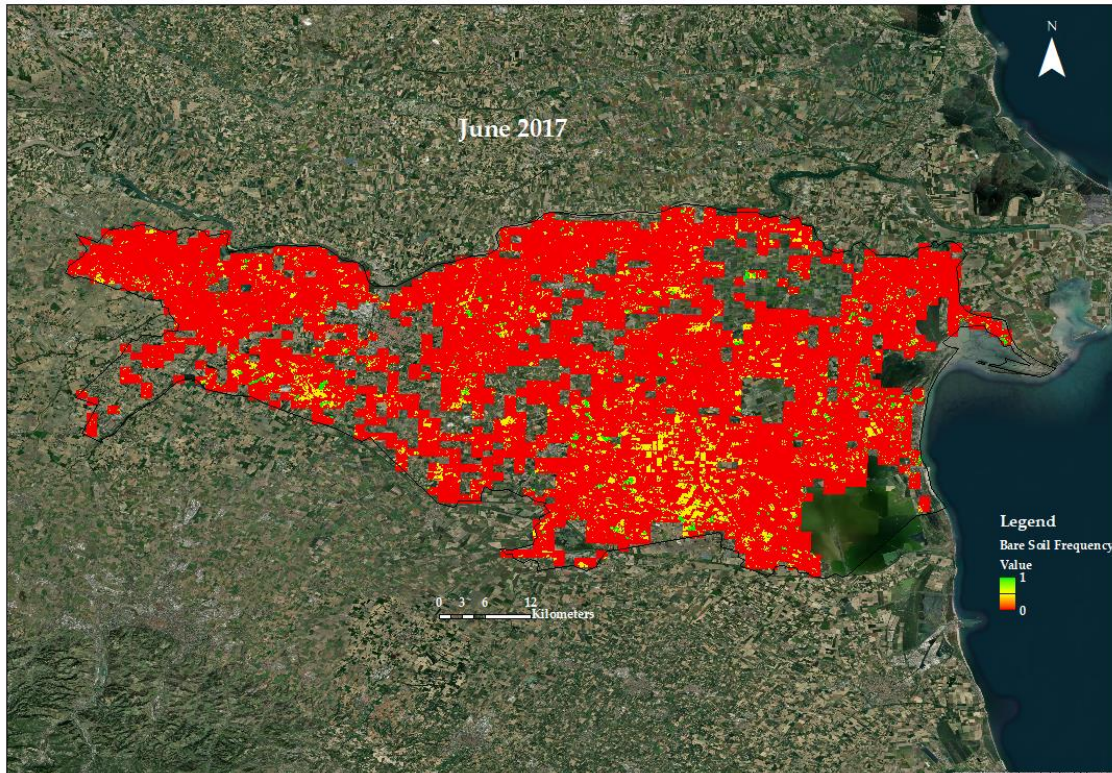 N
June 2017
Legend
Bare Soil Frequency
Value
1
0
0 3 6 12
Kilometers